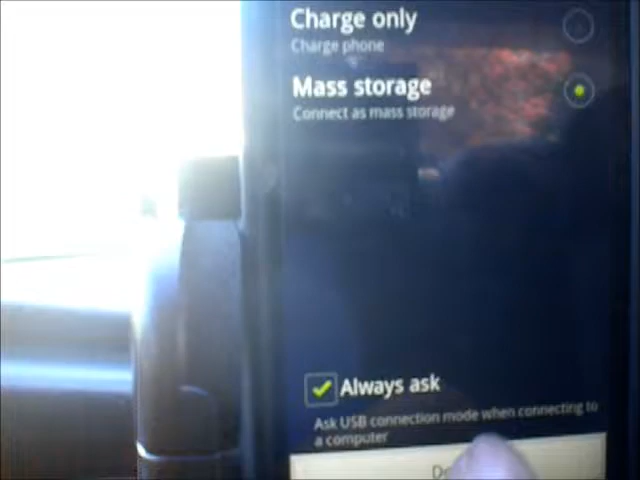 Charge only
Charge phone
Mass storage
Connect as mass storage
Always ask
Ask USB connection mode when connecting to
a computer